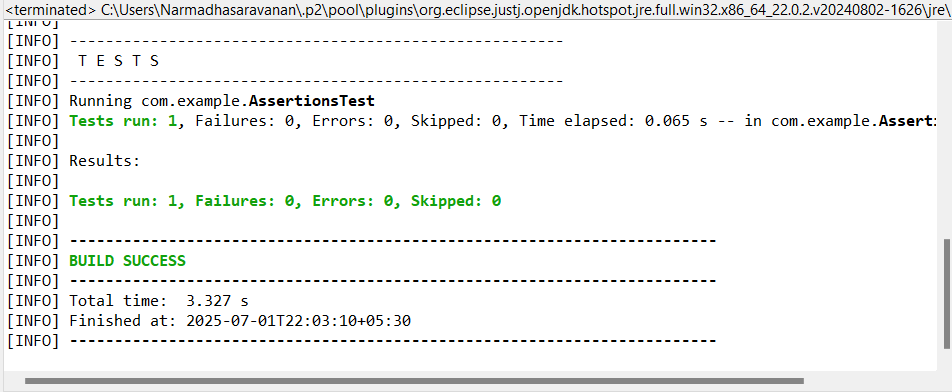 <terminated> C:\Users\Narmadhasaravanan\.p2\pool\plugins\org.eclipse.justj.openjdk.hotspot.jre.full.win32.x86_64_22.0.2.v20240802-1626\jre\
[INFO]
[INFO] -------------------------------------------------------
[INFO]  T E S T S
[INFO] -------------------------------------------------------
[INFO] Running com.example.AssertionsTest
[INFO] Tests run: 1, Failures: 0, Errors: 0, Skipped: 0, Time elapsed: 0.065 s -- in com.example.Asserti
[INFO]
[INFO] Results:
[INFO]
[INFO] Tests run: 1, Failures: 0, Errors: 0, Skipped: 0
[INFO]
[INFO] ------------------------------------------------------------------------
[INFO] BUILD SUCCESS
[INFO] ------------------------------------------------------------------------
[INFO] Total time:  3.327 s
[INFO] Finished at: 2025-07-01T22:03:10+05:30
[INFO] ------------------------------------------------------------------------